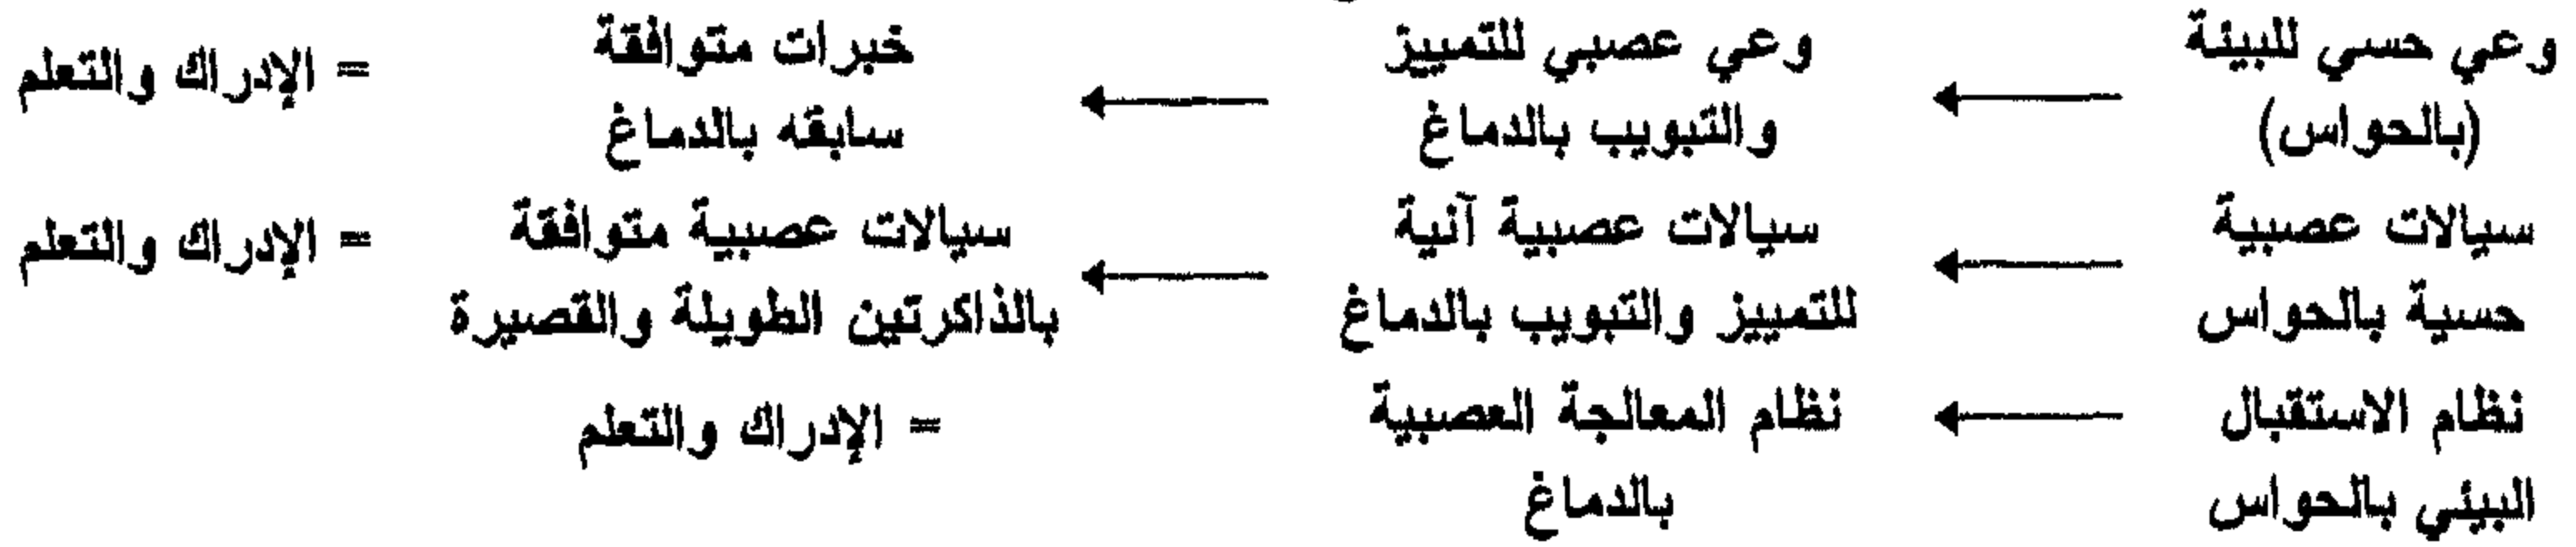 وعي حسي للبيئة ← وعي عصبي للتمييز ← خبرات متوافقة = الإدراك والتعلم
(بالحواس) والتبويب بالدماغ سابقه بالدماغ
سيالات عصبية ← سيالات عصبية آنية ← سيالات عصبية متوافقة = الإدراك والتعلم
حسية بالحواس للتمييز والتبويب بالدماغ بالذاكرتين الطويلة والقصيرة
نظام الاستقبال ← نظام المعالجة العصبية = الإدراك والتعلم
البيئي بالحواس بالدماغ